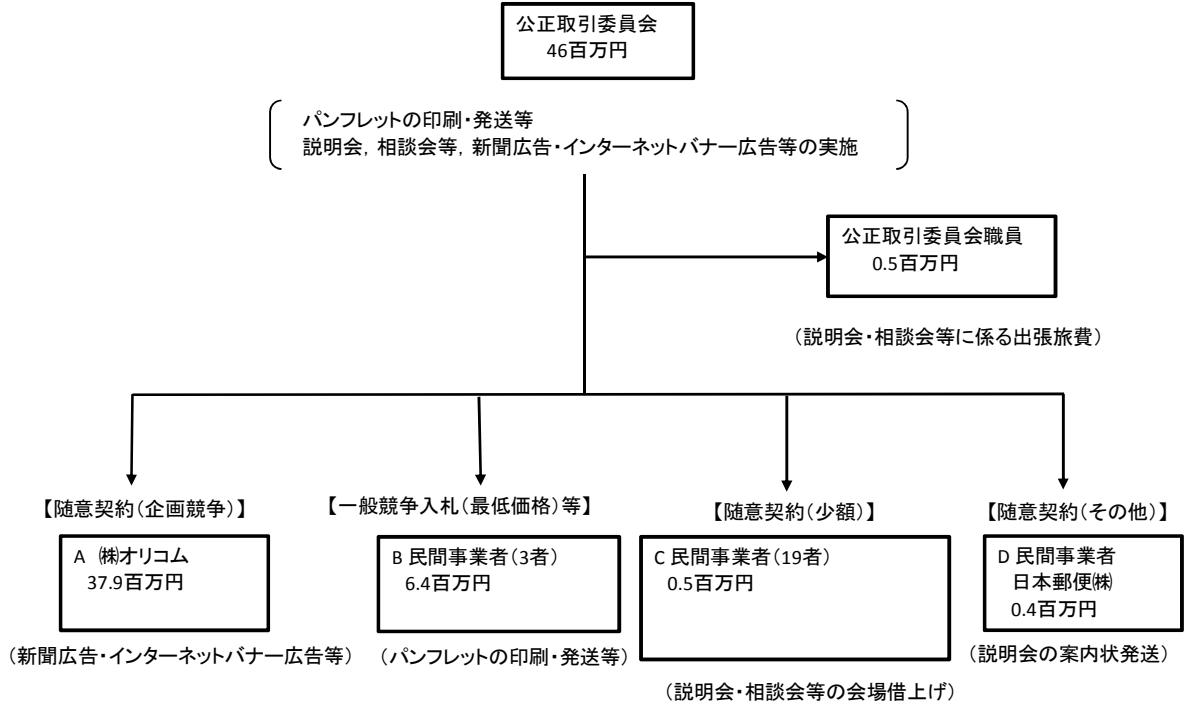 公正取引委員会
46百万円
パンフレットの印刷・発送等
説明会，相談会等，新聞広告・インターネットバナー広告等の実施
公正取引委員会職員
0.5百万円
（説明会・相談会等に係る出張旅費）
【随意契約（企画競争）】
A ㈱オリコム
37.9百万円
（新聞広告・インターネットバナー広告等）
【一般競争入札（最低価格）等】
B 民間事業者（3者）
6.4百万円
（パンフレットの印刷・発送等）
【随意契約（少額）】
C 民間事業者（19者）
0.5百万円
（説明会・相談会等の会場借上げ）
【随意契約（その他）】
D 民間事業者
日本郵便㈱
0.4百万円
（説明会の案内状発送）